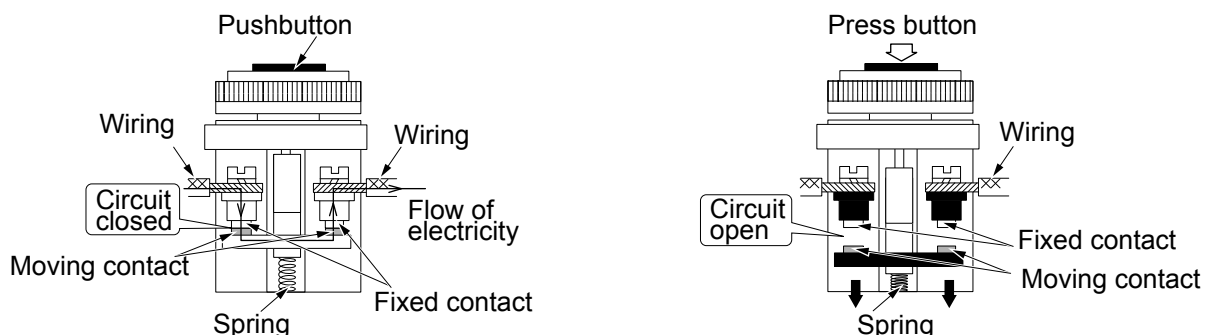 Pushbutton
Wiring
Wiring
Circuit
closed
Flow of
electricity
Moving contact
Fixed contact
Spring
Press button
Wiring
Circuit
open
Fixed contact
Moving contact
Spring